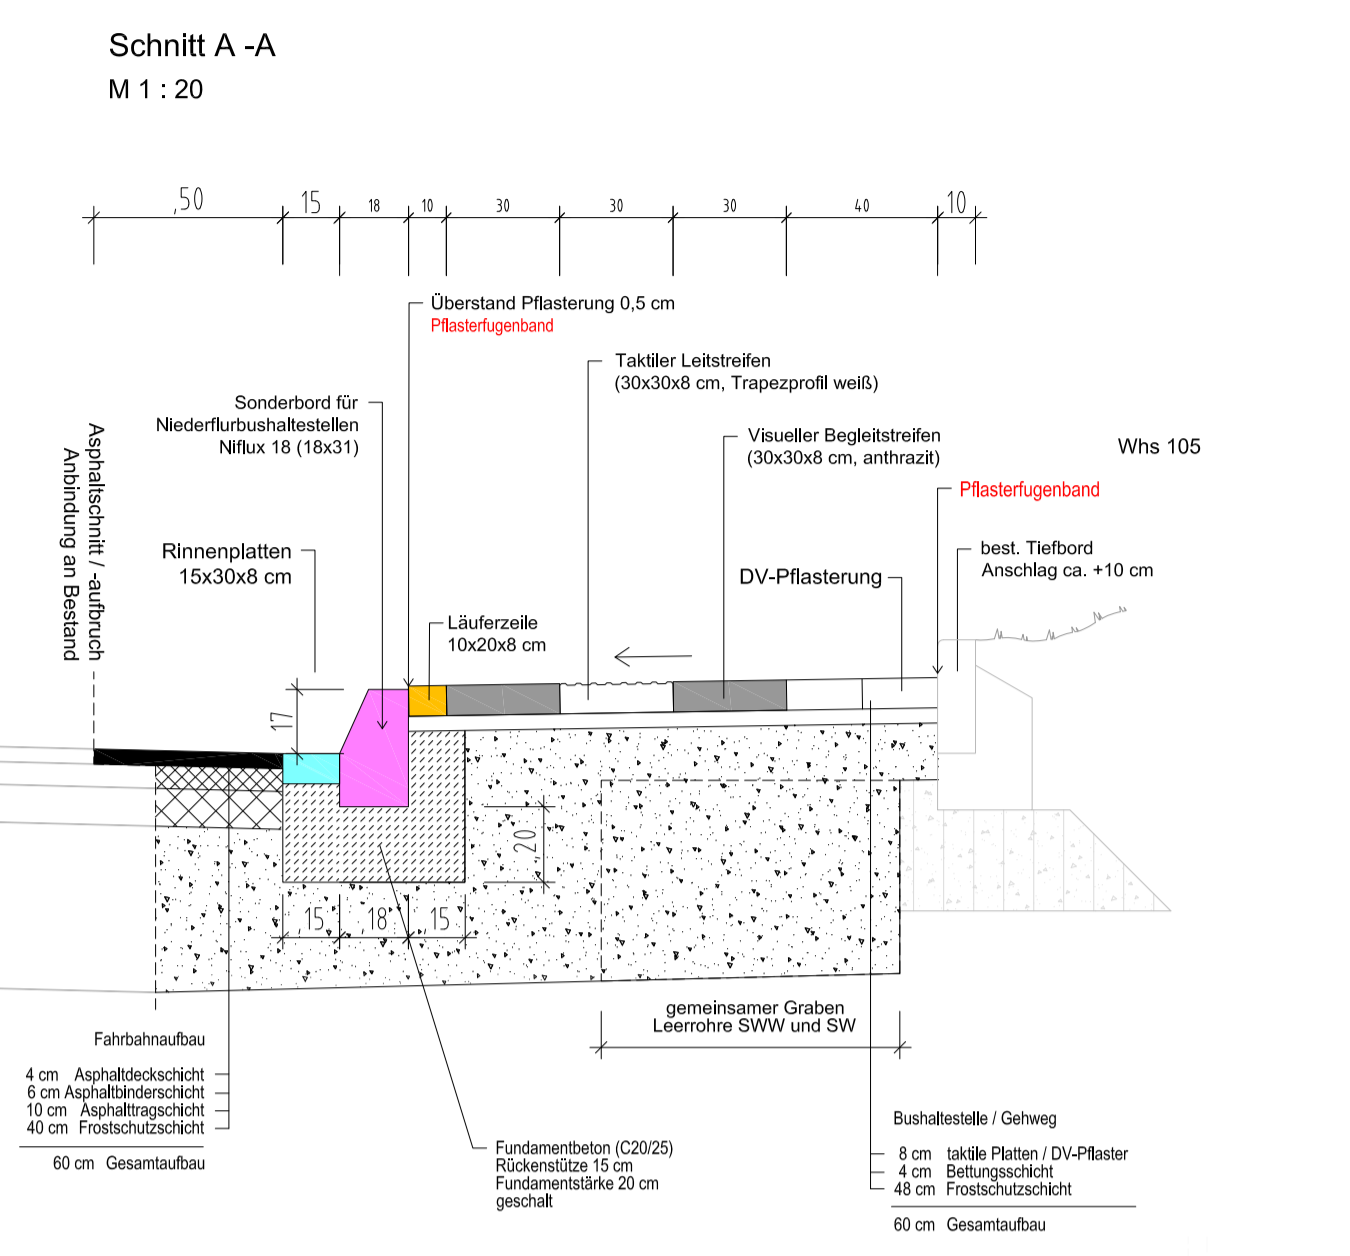 Schnitt A -A
M 1 : 20
,50 15 18 10 30 30 30 40 10
Überstand Pflasterung 0,5 cm
Pflasterfugenband
Taktiler Leitstreifen
(30x30x8 cm, Trapezprofil weiß)
Sonderbord für
Niederflurbushaltestellen
Niflux 18 (18x31)
Visueller Begleitstreifen
(30x30x8 cm, anthrazit)
Whs 105
Pflasterfugenband
Asphaltschnitt / -aufbruch
Anbindung an Bestand
Rinnenplatten
15x30x8 cm
best. Tiefbord
Anschlag ca. +10 cm
DV-Pflasterung
Läuferzeile
10x20x8 cm
17
,20
,15 ,18 ,15
gemeinsamer Graben
Leerrohre SWW und SW
Fahrbahnaufbau
4 cm Asphaltdeckschicht
6 cm Asphaltbinderschicht
10 cm Asphalttragschicht
40 cm Frostschutzschicht
60 cm Gesamtaufbau
Fundamentbeton (C20/25)
Rückenstütze 15 cm
Fundamentstärke 20 cm
geschalt
Bushaltestelle / Gehweg
8 cm taktile Platten / DV-Pflaster
4 cm Bettungsschicht
48 cm Frostschutzschicht
60 cm Gesamtaufbau